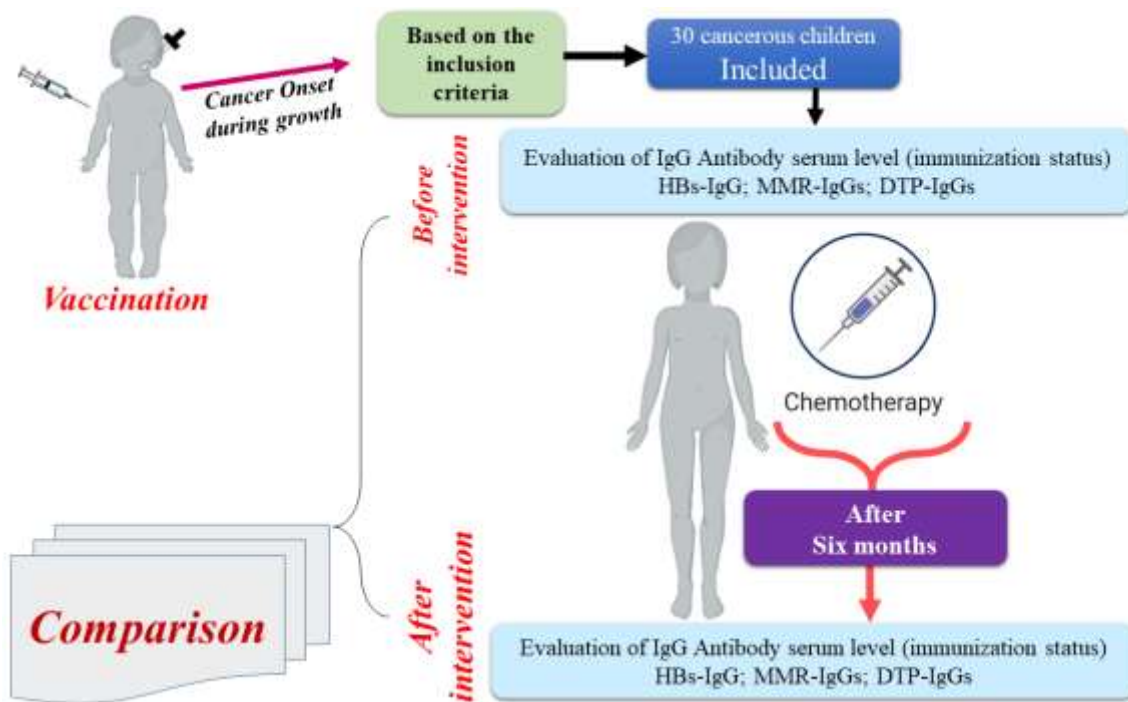 Cancer Onset
during growth
Vaccination
Based on the
inclusion
criteria
30 cancerous children
Included
Before
intervention
Evaluation of IgG Antibody serum level (immunization status)
HBs-IgG; MMR-IgGs; DTP-IgGs
Chemotherapy
After
Six months
Comparison
After
intervention
Evaluation of IgG Antibody serum level (immunization status)
HBs-IgG; MMR-IgGs; DTP-IgGs